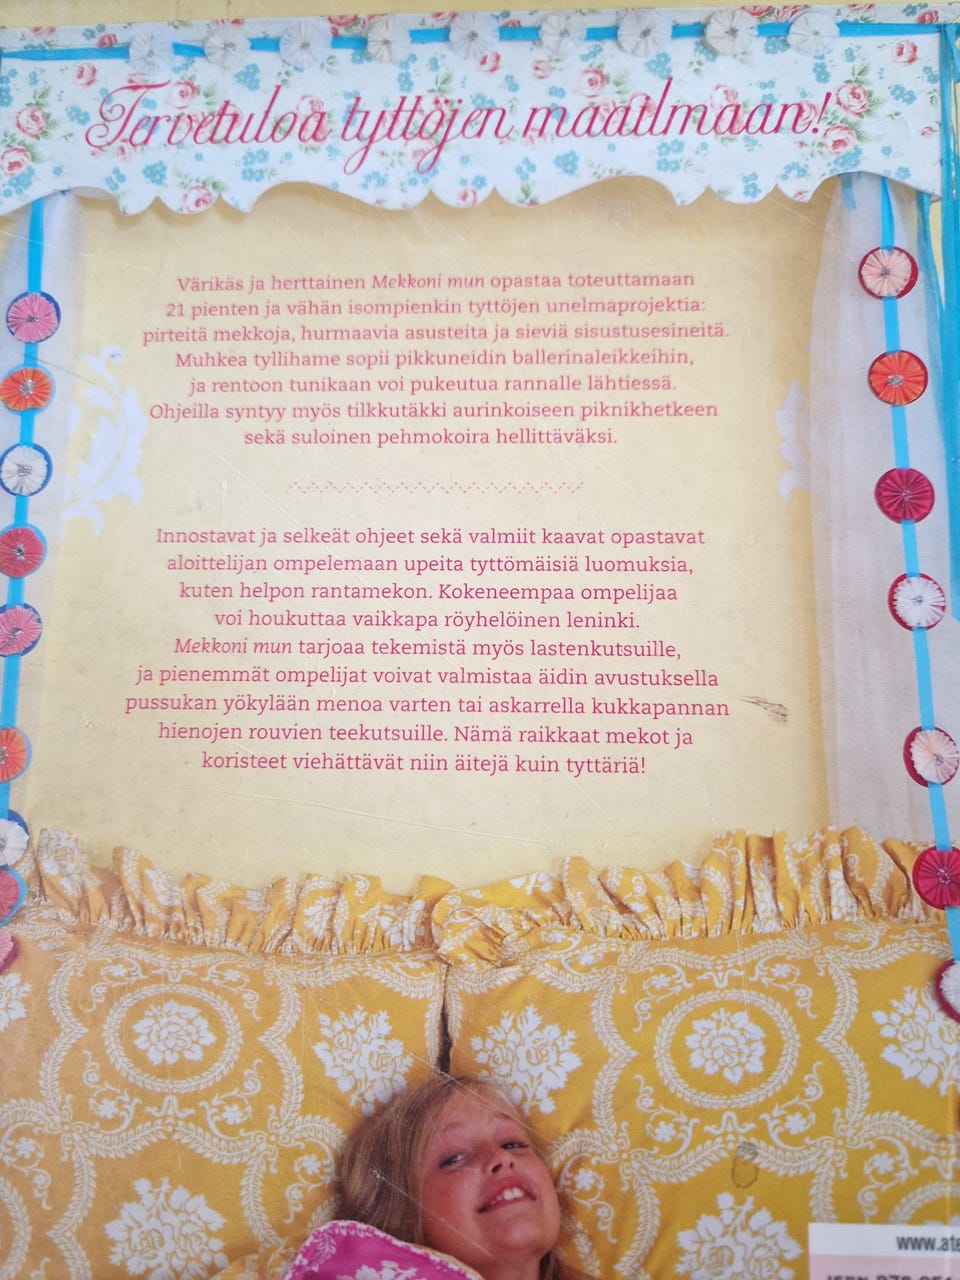 Tervetuloa tyttöjen maailmaan!
Värikäs ja herttainen Mekkoni mun opastaa toteuttamaan
21 pienten ja vähän isompienkin tyttöjen unelmaprojektia:
pirteitä mekkoja, hurmaavia asusteita ja sieviä sisustusesineitä.
Muhkea tyllihame sopii pikkuneidin ballerinaleikkeihin,
ja rentoon tunikaan voi pukeutua rannalle lähtiessä.
Ohjeilla syntyy myös tilkkutäkki aurinkoiseen piknikhetkeen
sekä suloinen pehmokoira hellittäväksi.
Innostavat ja selkeät ohjeet sekä valmiit kaavat opastavat
aloittelijan ompelemaan upeita tyttömäisiä luomuksia,
kuten helpon rantamekon. Kokeneempaa ompelijaa
voi houkuttaa vaikkapa röyhelöinen leninki.
Mekkoni mun tarjoaa tekemistä myös lastenkutsuille,
ja pienemmät ompelijat voivat valmistaa äidin avustuksella
pussukan yökylään menoa varten tai askarrella kukkapannan
hienojen rouvien teekutsuille. Nämä raikkaat mekot ja
koristeet viehättävät niin äitejä kuin tyttäriä!
www.ate